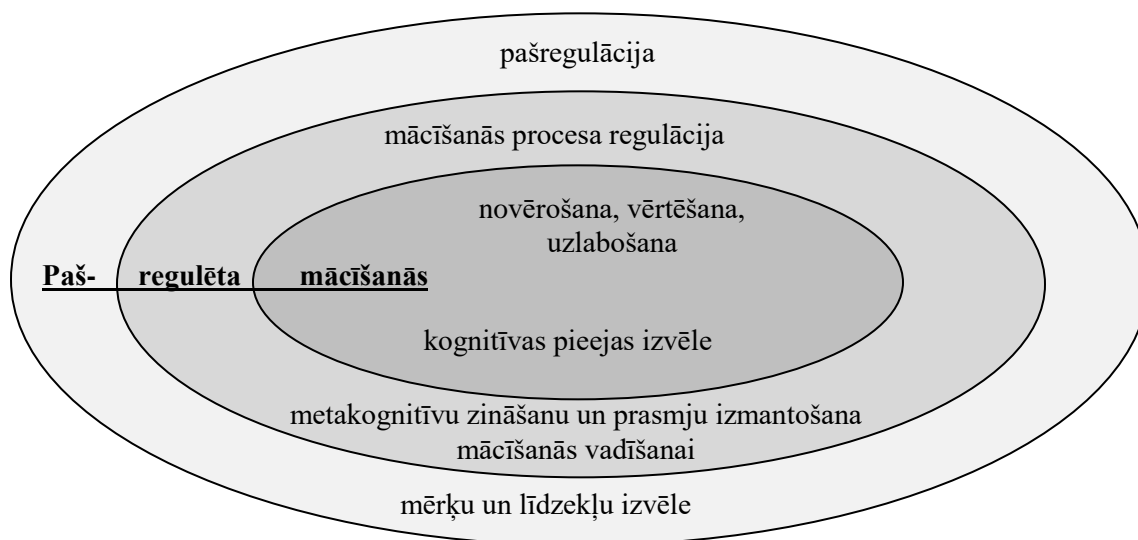 pašregulācija
mācīšanās procesa regulācija
novērošana, vērtēšana,
uzlabošana
Paš- regulēta mācīšanās
kognitīvas pieejas izvēle
metakognitīvu zināšanu un prasmju izmantošana
mācīšanās vadīšanai
mērķu un līdzekļu izvēle